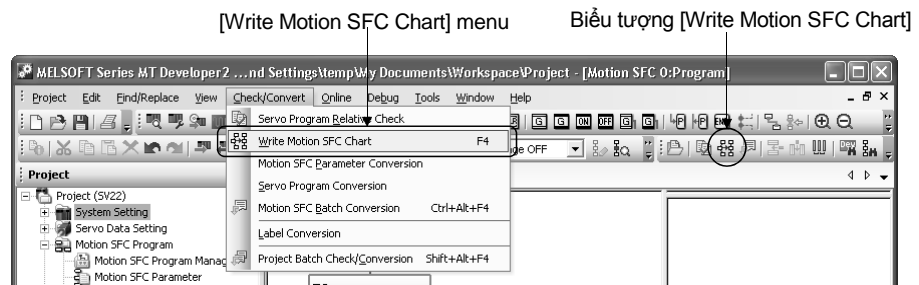 [Write Motion SFC Chart] menu
Biểu tượng [Write Motion SFC Chart]
MELSOFT Series MT Developer2 ...nd Settings\temp\My Documents\Workspace\Project - [Motion SFC 0:Program]
Project Edit Find/Replace View Check/Convert Online Debug Tools Window Help
Servo Program Relative Check
Write Motion SFC Chart F4
Motion SFC Parameter Conversion
Servo Program Conversion
Motion SFC Batch Conversion Ctrl+Alt+F4
Label Conversion
Project Batch Check/Conversion Shift+Alt+F4
G G ON OFF G G P P END
ge OFF
DEV
Project
Project (SV22)
System Setting
Servo Data Setting
Motion SFC Program
Motion SFC Program Manag
Motion SFC Parameter